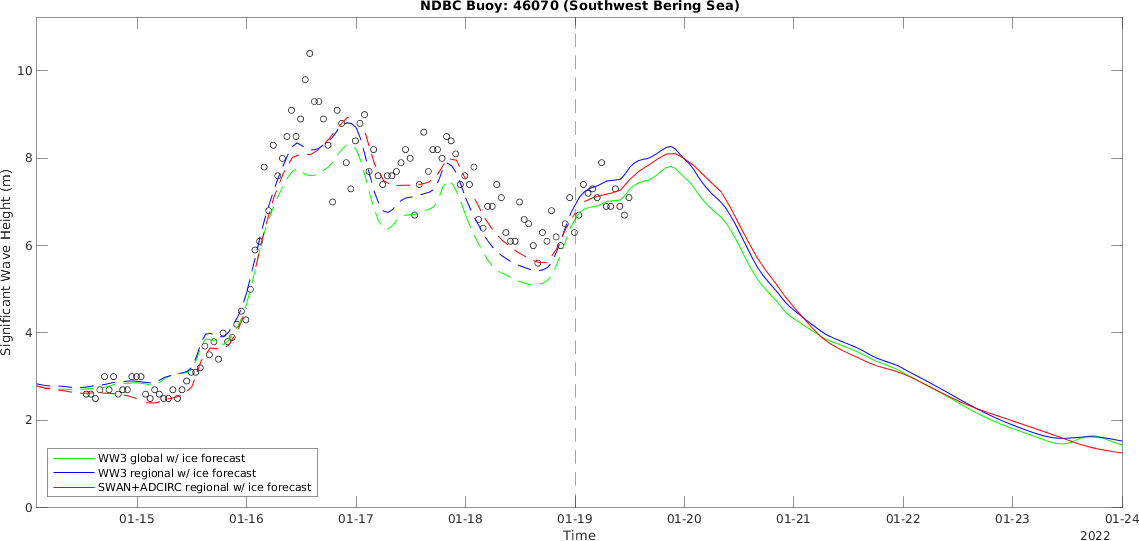 NDBC Buoy: 46070 (Southwest Bering Sea)
Significant Wave Height (m)
10
8
6
4
2
0
WW3 global w/ ice forecast
WW3 regional w/ ice forecast
SWAN+ADCIRC regional w/ ice forecast
01-15 01-16 01-17 01-18 01-19 01-20 01-21 01-22 01-23 01-24
Time
2022